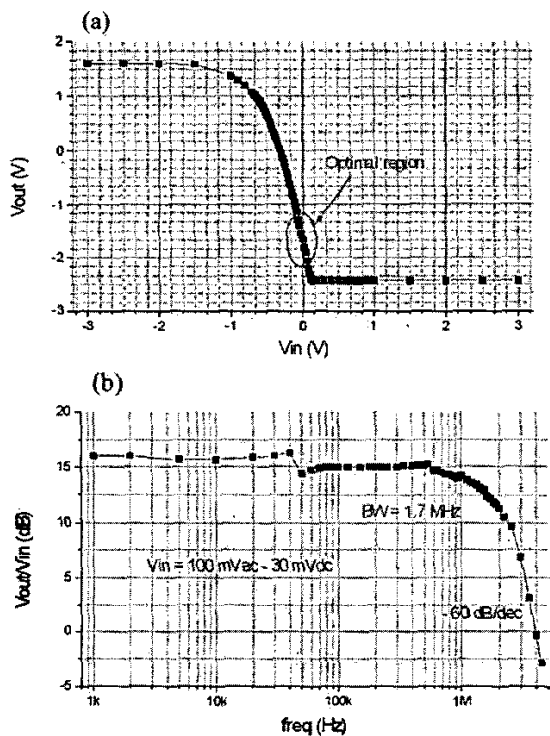 (a)
2
1
0
-1
-2
-3
Vout (V)
Optimal region
-3 -2 -1 0 1 2 3
Vin (V)
(b)
20
15
10
5
0
-5
Vout/Vin (dB)
BW = 1.7 MHz
Vin = 100 mVac - 30 mVdc
- 60 dB/dec
1k 10k 100k 1M
freq (Hz)